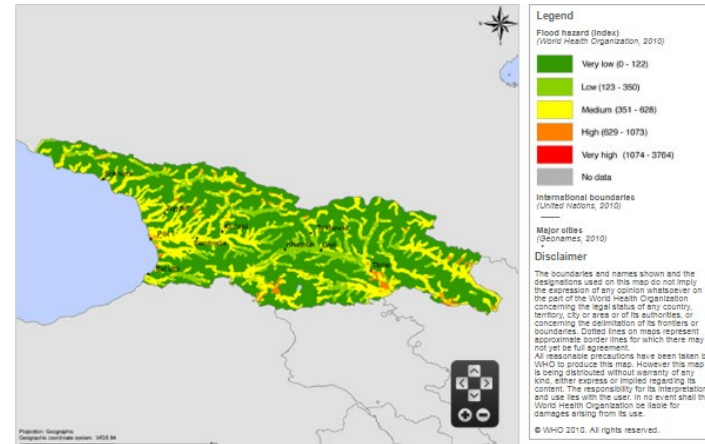 Legend
Flood hazard (Index)
(World Health Organization, 2010)
Very low (0 - 122)
Low (123 - 350)
Medium (351 - 628)
High (629 - 1073)
Very high (1074 - 3764)
No data
International boundaries
(United Nations, 2010)
Major cities
(Geonames, 2010)
Disclaimer
The boundaries and names shown and the
designations used on this map do not imply
the expression of any opinion whatsoever on
the part of the World Health Organization
concerning the legal status of any country,
territory, city or area or of its authorities, or
concerning the delimitation of its frontiers or
boundaries. Dotted lines on maps represent
approximate border lines for which there may
not yet be full agreement.
All reasonable precautions have been taken b
WHO to produce this map. However this map
is being distributed without warranty of any
kind, either express or implied regarding its
content. The responsibility for its interpretation
and use lies with the user. In no event shall th
World Health Organization be liable for
damages arising from its use.
© WHO 2010. All rights reserved.
Projection: Geographic
Geographic coordinate system: WGS 84